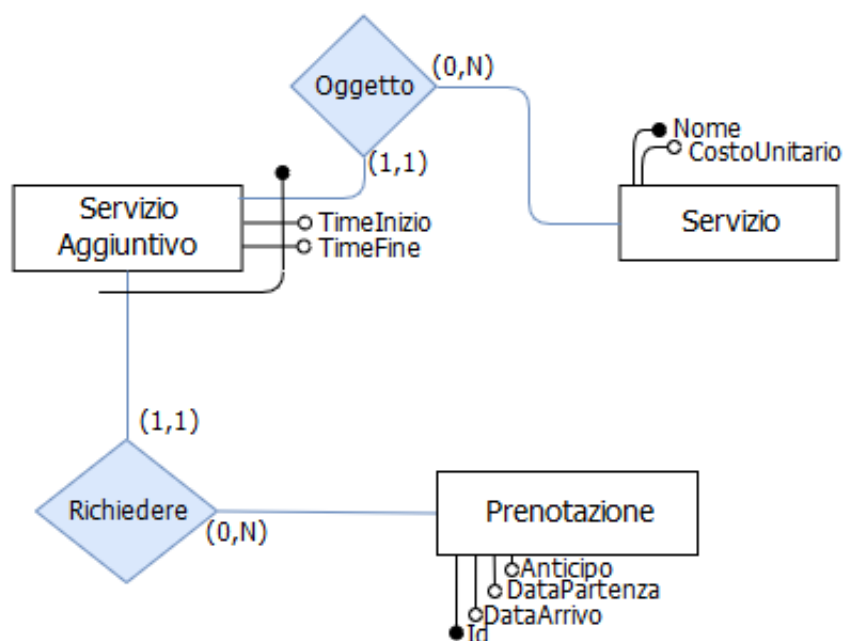 Oggetto
(0,N)
(1,1)
Nome
CostoUnitario
Servizio
Aggiuntivo
TimeInizio
TimeFine
Servizio
(1,1)
Richiedere
(0,N)
Prenotazione
Anticipo
DataPartenza
DataArrivo
Id